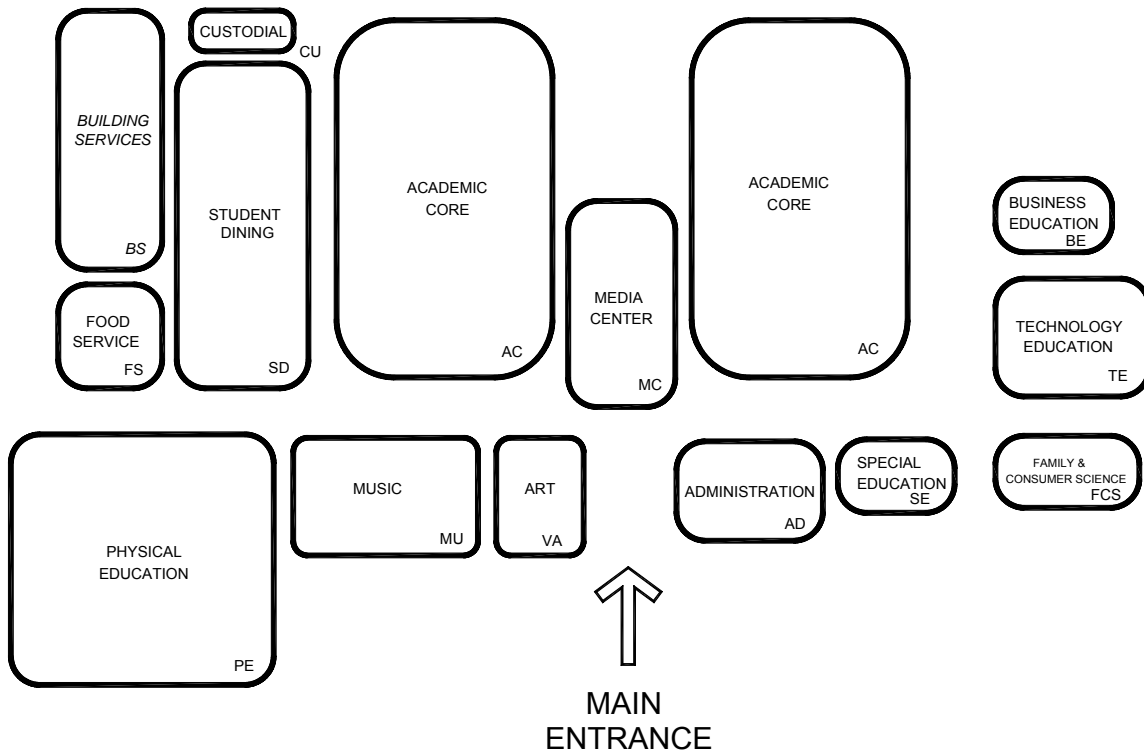 CUSTODIAL
CU
BUILDING
SERVICES
BS
STUDENT
DINING
SD
ACADEMIC
CORE
AC
ACADEMIC
CORE
AC
MEDIA
CENTER
MC
BUSINESS
EDUCATION
BE
FOOD
SERVICE
FS
TECHNOLOGY
EDUCATION
TE
PHYSICAL
EDUCATION
PE
MUSIC
MU
ART
VA
ADMINISTRATION
AD
SPECIAL
EDUCATION
SE
FAMILY &
CONSUMER SCIENCE
FCS
MAIN
ENTRANCE